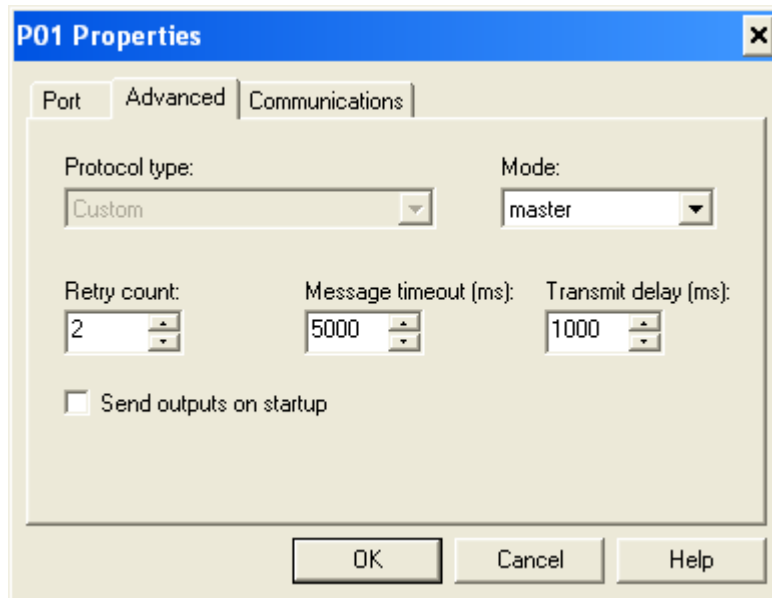 P01 Properties
Port Advanced Communications
Protocol type: Mode:
Custom master
Retry count: Message timeout (ms): Transmit delay (ms):
2 5000 1000
Send outputs on startup
OK Cancel Help